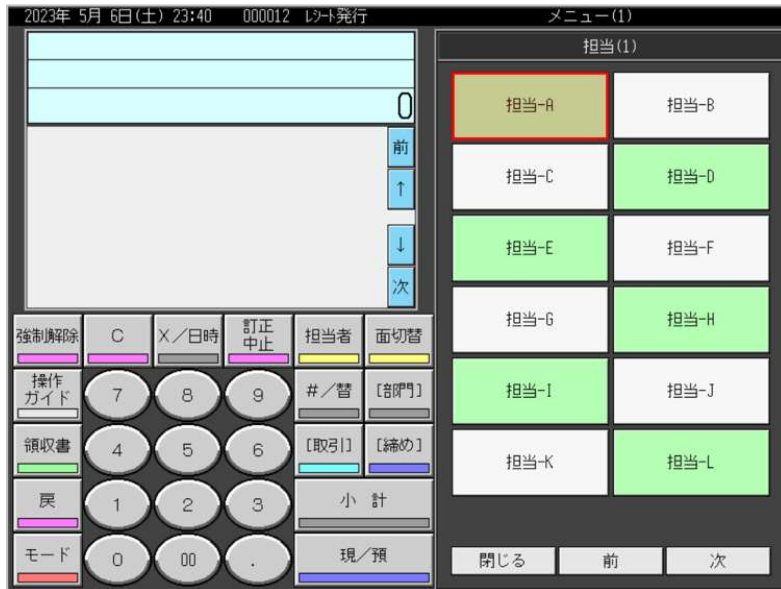 2023年 5月 6日(土) 23:40 000012 ﾚｼｰﾄ発行 メニュー(1)
担当(1)
0
前
↑
↓
次
担当-A 担当-B
担当-C 担当-D
担当-E 担当-F
担当-G 担当-H
担当-I 担当-J
担当-K 担当-L
閉じる 前 次
強制解除 C X/日時 訂正
中止 担当者 面切替
操作
ガイド 7 8 9 #/替 [部門]
領収書 4 5 6 [取引] [締め]
戻 1 2 3 小 計
モード 0 00 . 現/預